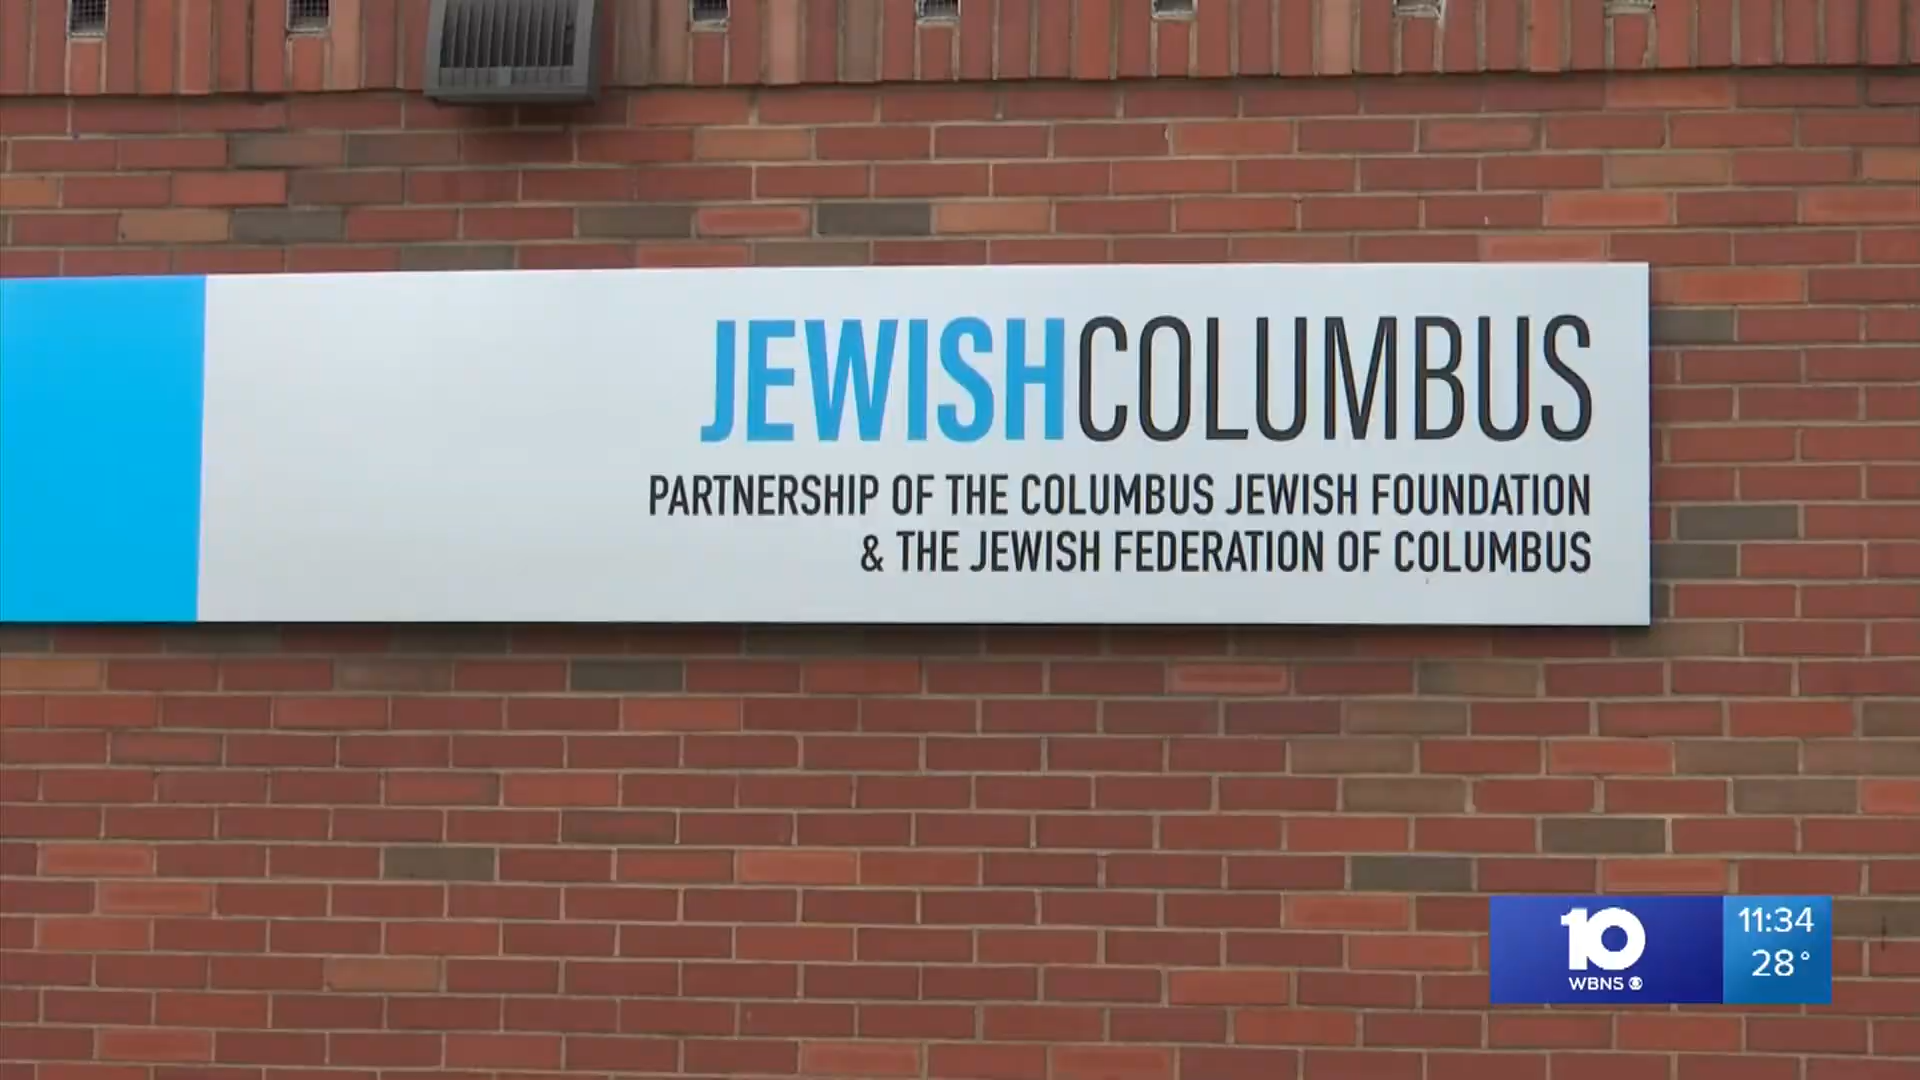 JEWISHCOLUMBUS
PARTNERSHIP OF THE COLUMBUS JEWISH FOUNDATION
& THE JEWISH FEDERATION OF COLUMBUS
10
WBNS
11:34
28°